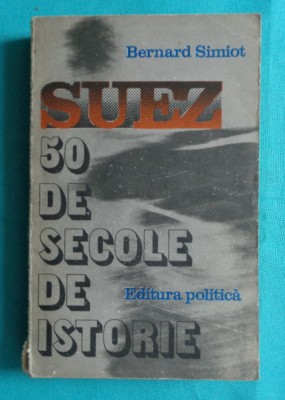 Bernard Simiot
SUEZ
50
DE
SECOLE
DE
Editura politică
ISTORIE